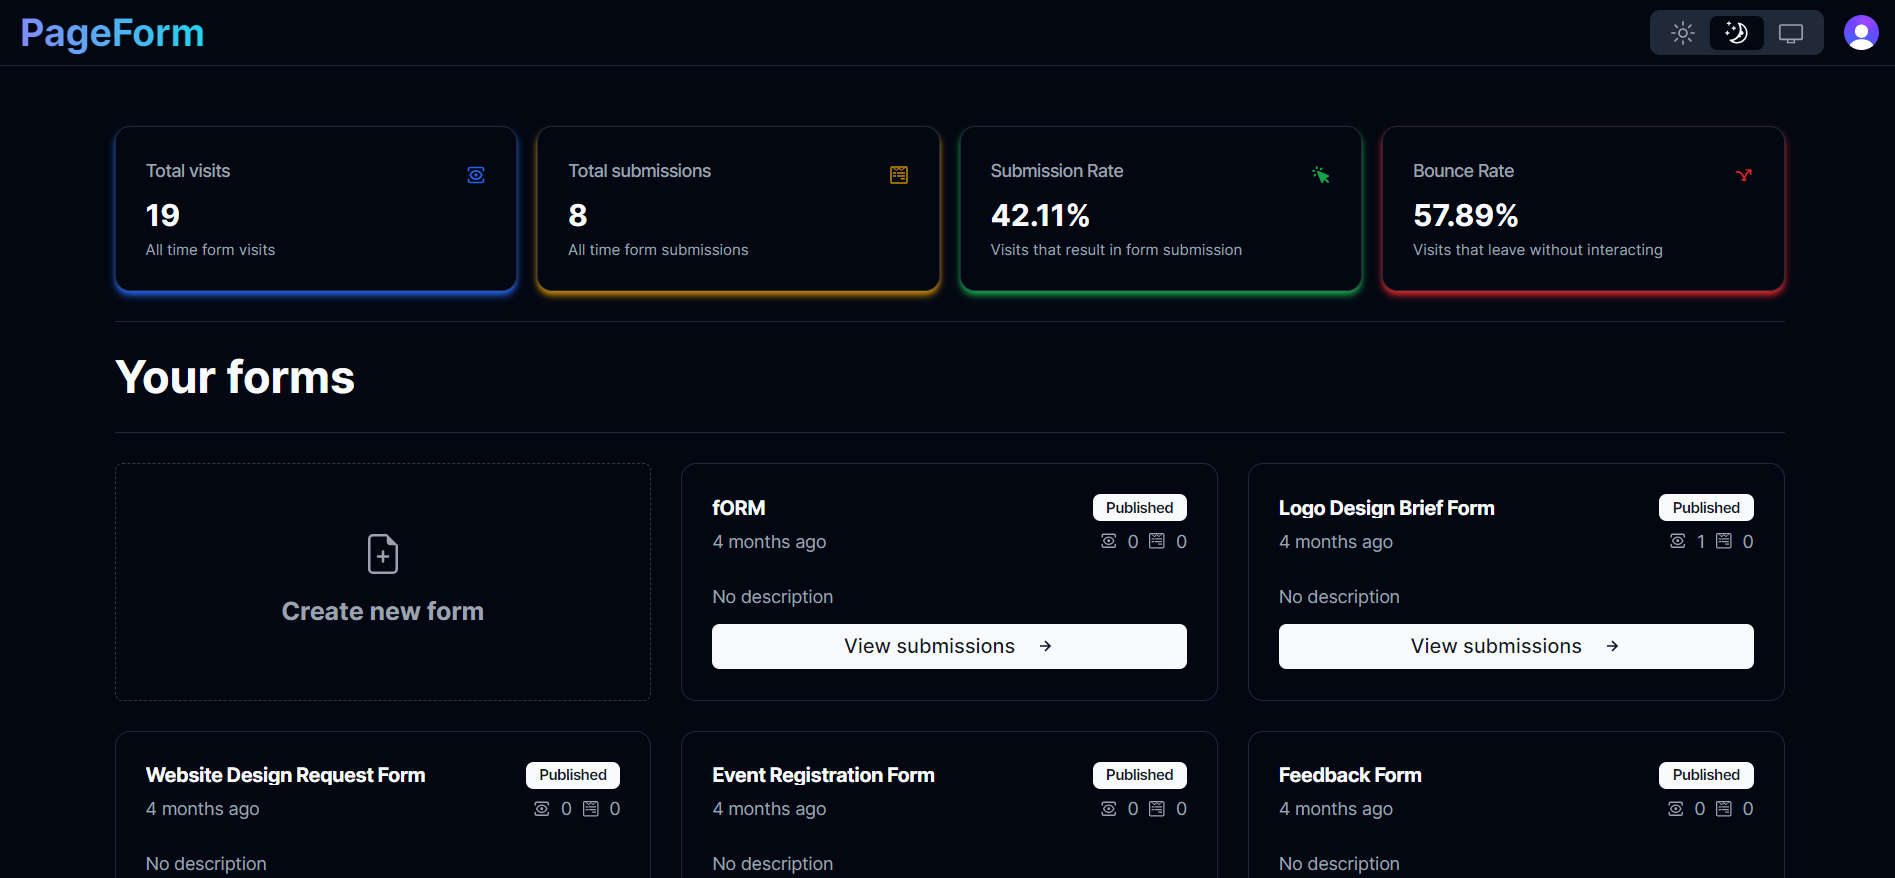 PageForm
Total visits
19
All time form visits
Total submissions
8
All time form submissions
Submission Rate
42.11%
Visits that result in form submission
Bounce Rate
57.89%
Visits that leave without interacting
Your forms
Create new form
fORM
Published
4 months ago
0 0
No description
View submissions
Logo Design Brief Form
Published
4 months ago
1 0
No description
View submissions
Website Design Request Form
Published
4 months ago
0 0
No description
Event Registration Form
Published
4 months ago
0 0
No description
Feedback Form
Published
4 months ago
0 0
No description